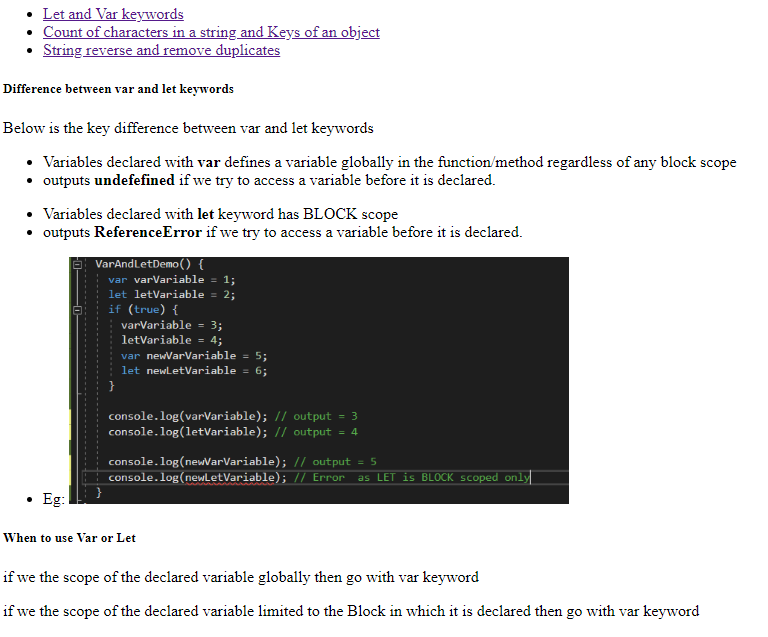 Let and Var keywords
Count of characters in a string and Keys of an object
String reverse and remove duplicates
Difference between var and let keywords
Below is the key difference between var and let keywords
Variables declared with var defines a variable globally in the function/method regardless of any block scope
outputs undefefined if we try to access a variable before it is declared.
Variables declared with let keyword has BLOCK scope
outputs ReferenceError if we try to access a variable before it is declared.
VarAndLetDemo() {
var varVariable = 1;
let letVariable = 2;
if (true) {
varVariable = 3;
letVariable = 4;
var newVarVariable = 5;
let newLetVariable = 6;
}
console.log(varVariable); // output = 3
console.log(letVariable); // output = 4
console.log(newVarVariable); // output = 5
console.log(newLetVariable); // Error  as LET is BLOCK scoped only
}
Eg:
When to use Var or Let
if we the scope of the declared variable globally then go with var keyword
if we the scope of the declared variable limited to the Block in which it is declared then go with var keyword